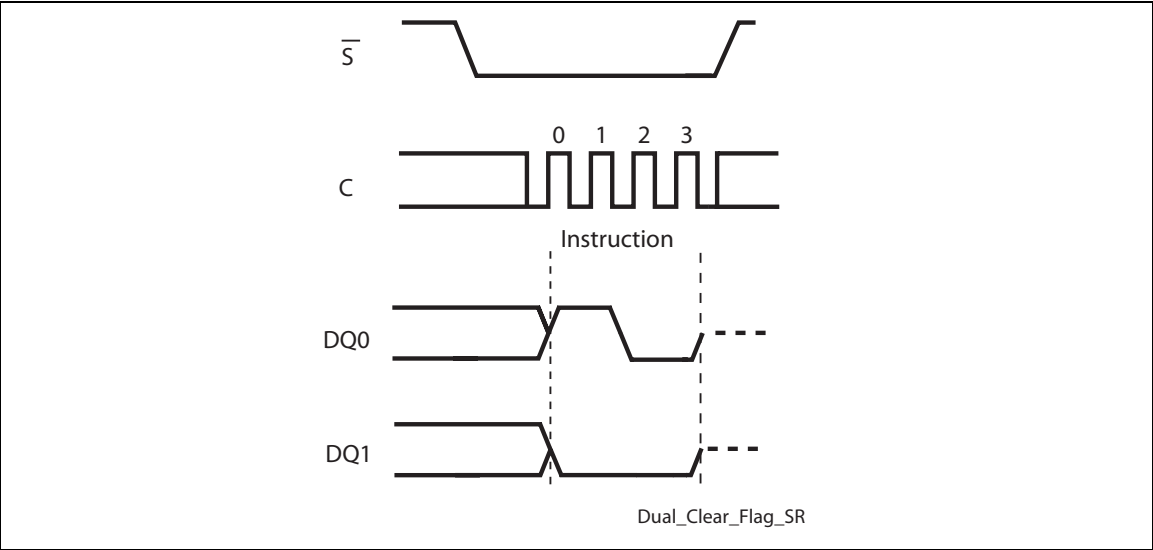 S
0 1 2 3
C
Instruction
DQ0
DQ1
Dual_Clear_Flag_SR